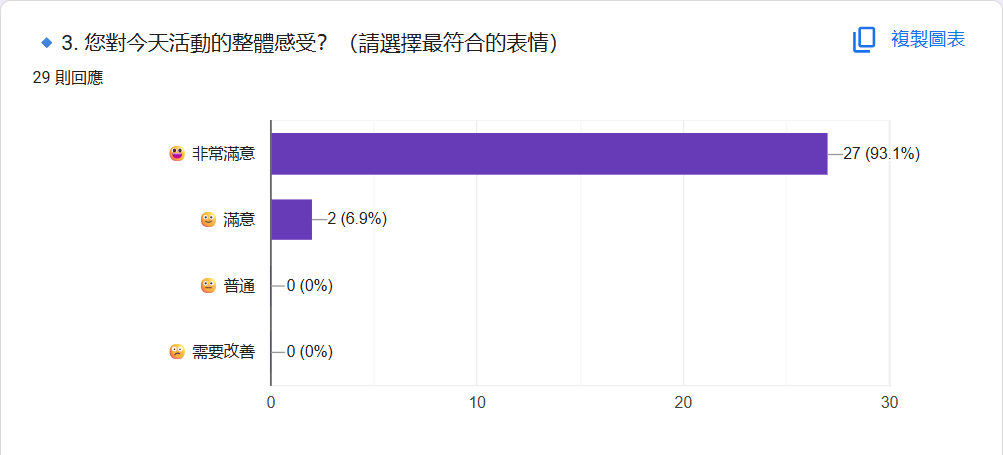 🔹 3. 您對今天活動的整體感受？（請選擇最符合的表情）
複製圖表
29 則回應
😃 非常滿意
27 (93.1%)
🙂 滿意
2 (6.9%)
😐 普通
0 (0%)
😕 需要改善
0 (0%)
0
10
20
30